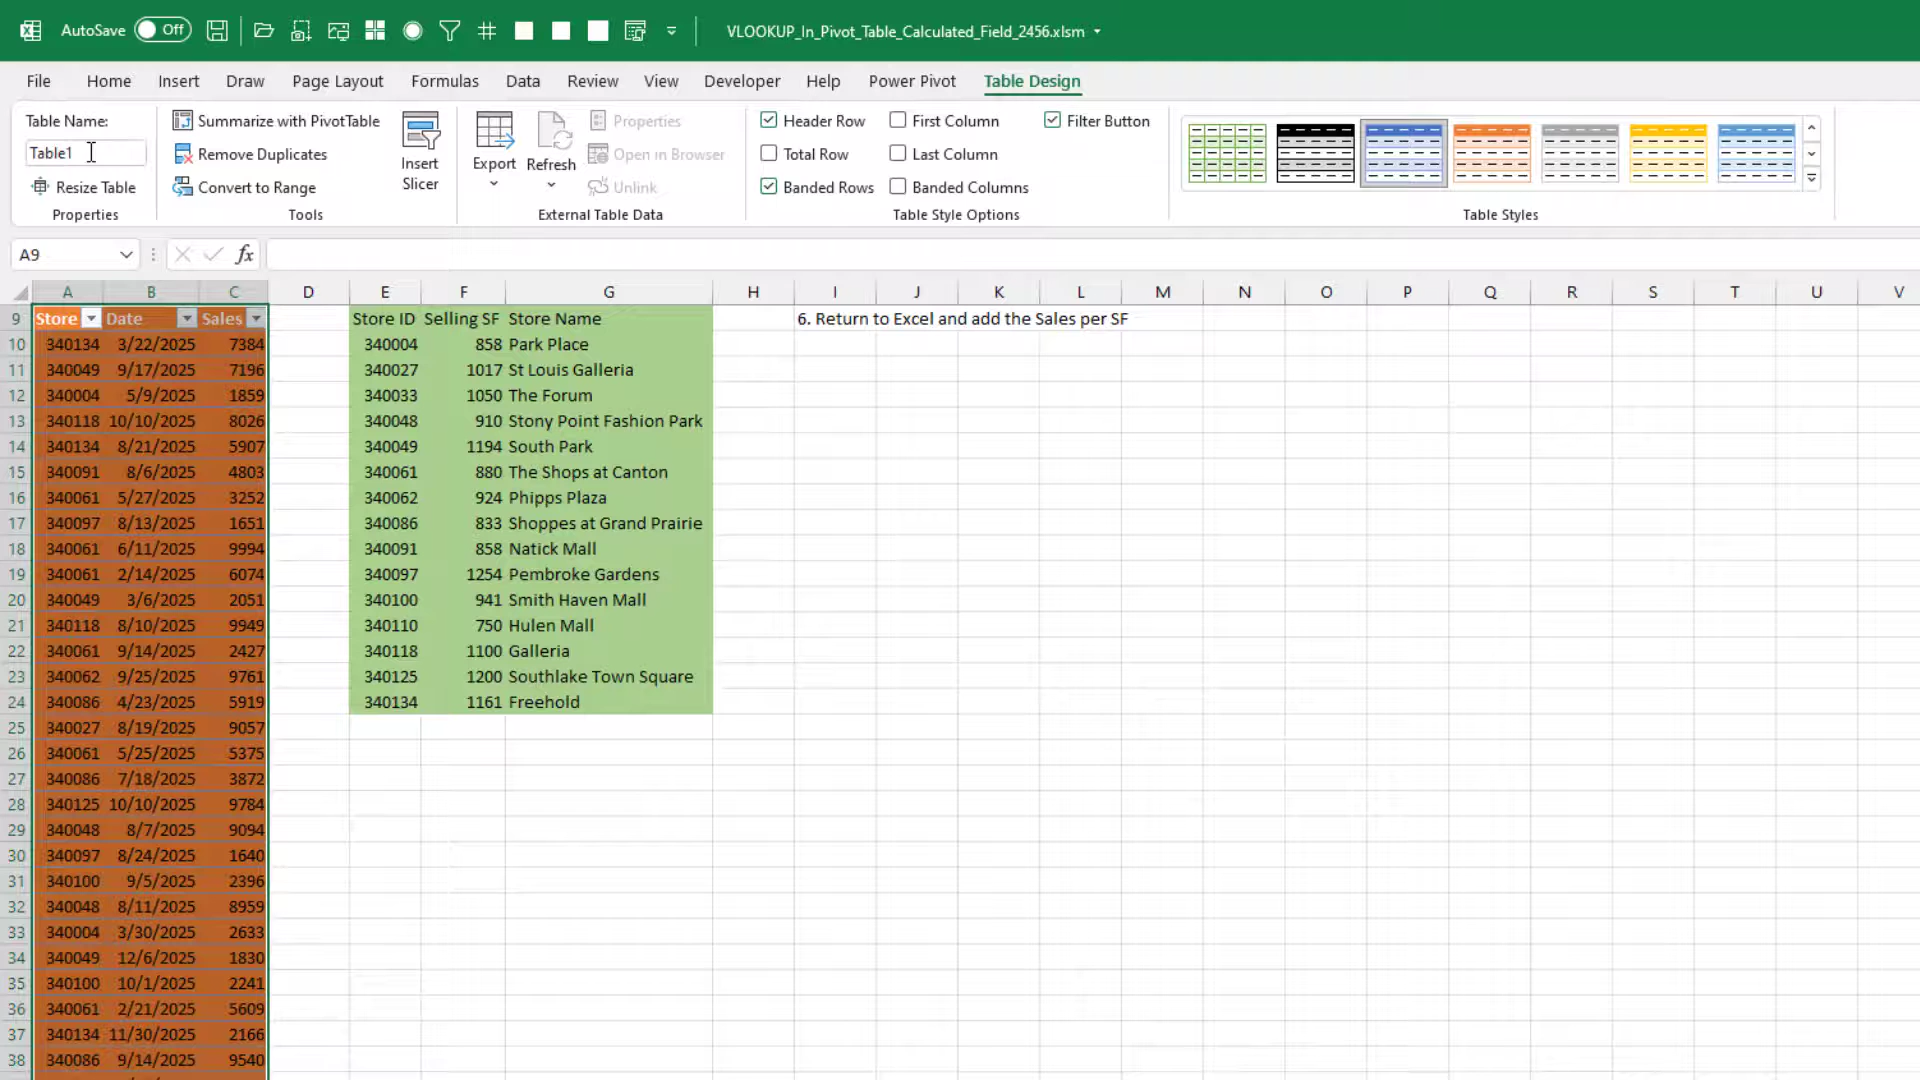 AutoSave Off VLOOKUP_In_Pivot_Table_Calculated_Field_2456.xlsm
File Home Insert Draw Page Layout Formulas Data Review View Developer Help Power Pivot Table Design
Table Name: Summarize with PivotTable Properties Header Row First Column Filter Button
Table1 Remove Duplicates Insert Slicer Export Refresh Open in Browser Total Row Last Column
Resize Table Convert to Range Unlink Banded Rows Banded Columns
Properties Tools External Table Data Table Style Options Table Styles
A9 fx
A B C D E F G H I J K L M N O P Q R S T U V
9 Store Date Sales Store ID Selling SF Store Name 6. Return to Excel and add the Sales per SF
10 340134 3/22/2025 7384 340004 858 Park Place
11 340049 9/17/2025 7196 340027 1017 St Louis Galleria
12 340004 5/9/2025 1859 340033 1050 The Forum
13 340118 10/10/2025 8026 340048 910 Stony Point Fashion Park
14 340134 8/21/2025 5907 340049 1194 South Park
15 340091 8/6/2025 4803 340061 880 The Shops at Canton
16 340061 5/27/2025 3252 340062 924 Phipps Plaza
17 340097 8/13/2025 1651 340086 833 Shoppes at Grand Prairie
18 340061 6/11/2025 9994 340091 858 Natick Mall
19 340061 2/14/2025 6074 340097 1254 Pembroke Gardens
20 340049 3/6/2025 2051 340100 941 Smith Haven Mall
21 340118 8/10/2025 9949 340110 750 Hulen Mall
22 340061 9/14/2025 2427 340118 1100 Galleria
23 340062 9/25/2025 9761 340125 1200 Southlake Town Square
24 340086 4/23/2025 5919 340134 1161 Freehold
25 340027 8/19/2025 9057
26 340061 5/25/2025 5375
27 340086 7/18/2025 3872
28 340125 10/10/2025 9784
29 340048 8/7/2025 9094
30 340097 8/24/2025 1640
31 340100 9/5/2025 2396
32 340048 8/11/2025 8959
33 340004 3/30/2025 2633
34 340049 12/6/2025 1830
35 340100 10/1/2025 2241
36 340061 2/21/2025 5609
37 340134 11/30/2025 2166
38 340086 9/14/2025 9540